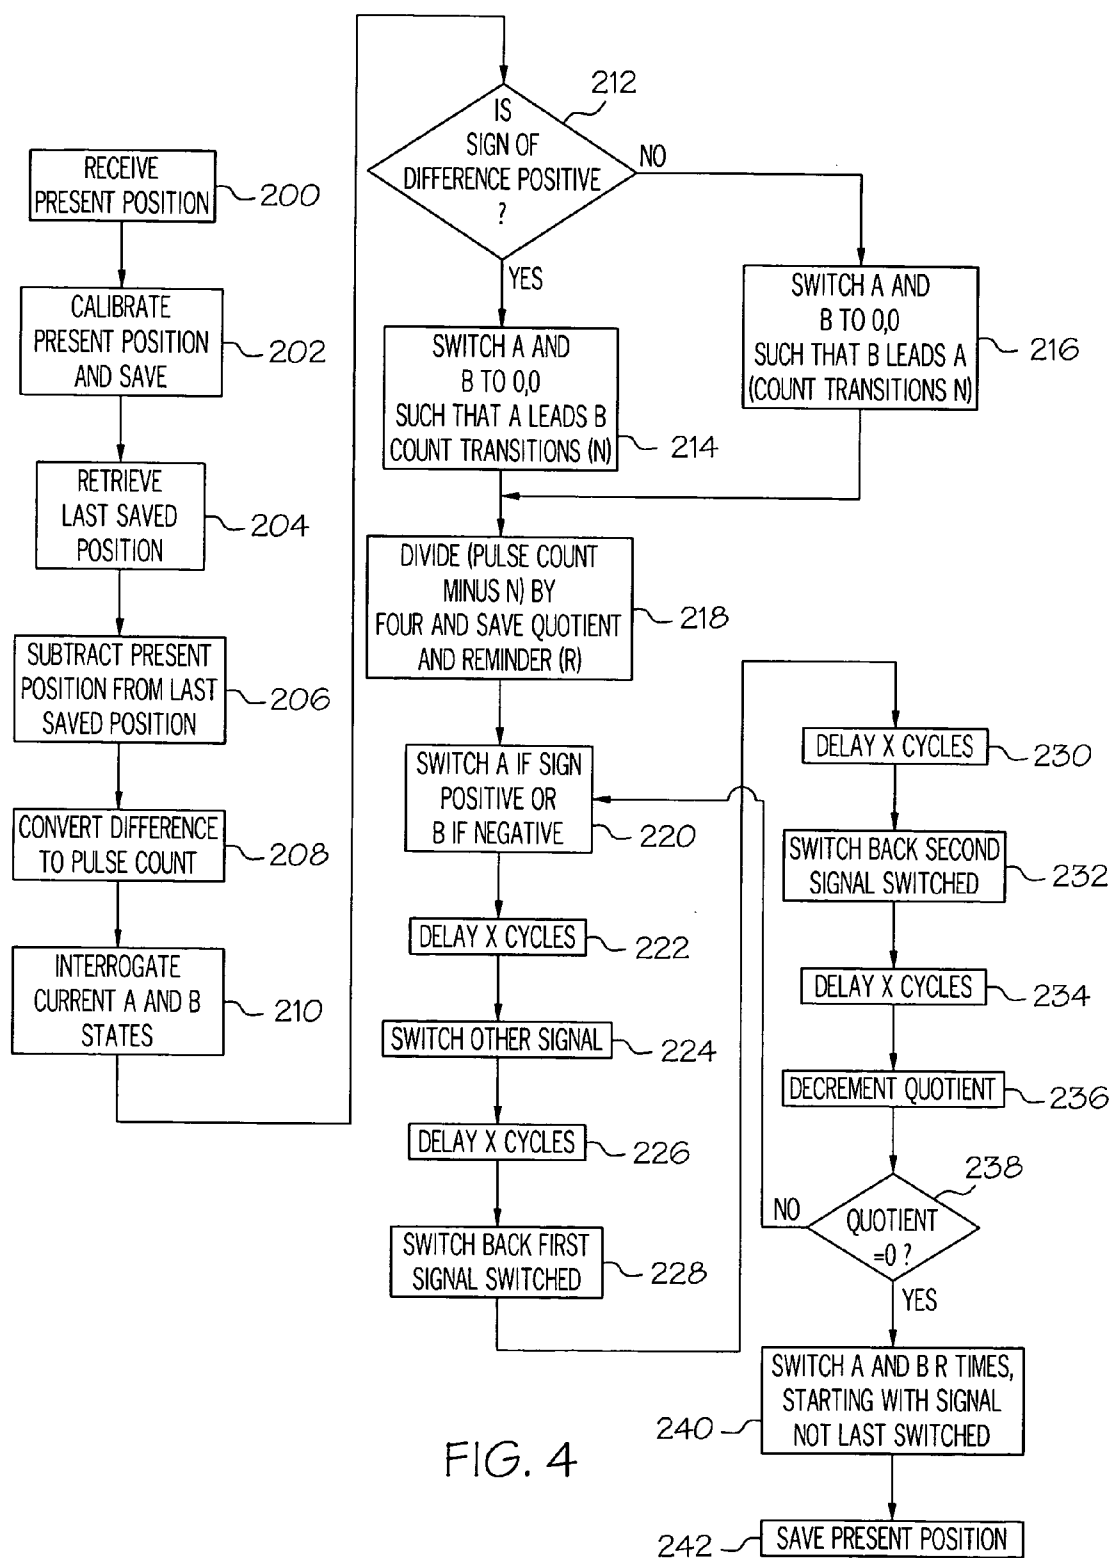 RECEIVE
PRESENT POSITION
200
CALIBRATE
PRESENT POSITION
AND SAVE
202
RETRIEVE
LAST SAVED
POSITION
204
SUBTRACT PRESENT
POSITION FROM LAST
SAVED POSITION
206
CONVERT DIFFERENCE
TO PULSE COUNT
208
INTERROGATE
CURRENT A AND B
STATES
210
IS
SIGN OF
DIFFERENCE POSITIVE
?
212
NO
YES
SWITCH A AND
B TO 0,0
SUCH THAT A LEADS B
COUNT TRANSITIONS (N)
214
SWITCH A AND
B TO 0,0
SUCH THAT B LEADS A
(COUNT TRANSITIONS N)
216
DIVIDE (PULSE COUNT
MINUS N) BY
FOUR AND SAVE QUOTIENT
AND REMINDER (R)
218
SWITCH A IF SIGN
POSITIVE OR
B IF NEGATIVE
220
DELAY X CYCLES
222
SWITCH OTHER SIGNAL
224
DELAY X CYCLES
226
SWITCH BACK FIRST
SIGNAL SWITCHED
228
DELAY X CYCLES
230
SWITCH BACK SECOND
SIGNAL SWITCHED
232
DELAY X CYCLES
234
DECREMENT QUOTIENT
236
QUOTIENT
=0 ?
238
NO
YES
SWITCH A AND B R TIMES,
STARTING WITH SIGNAL
NOT LAST SWITCHED
240
SAVE PRESENT POSITION
242
FIG. 4